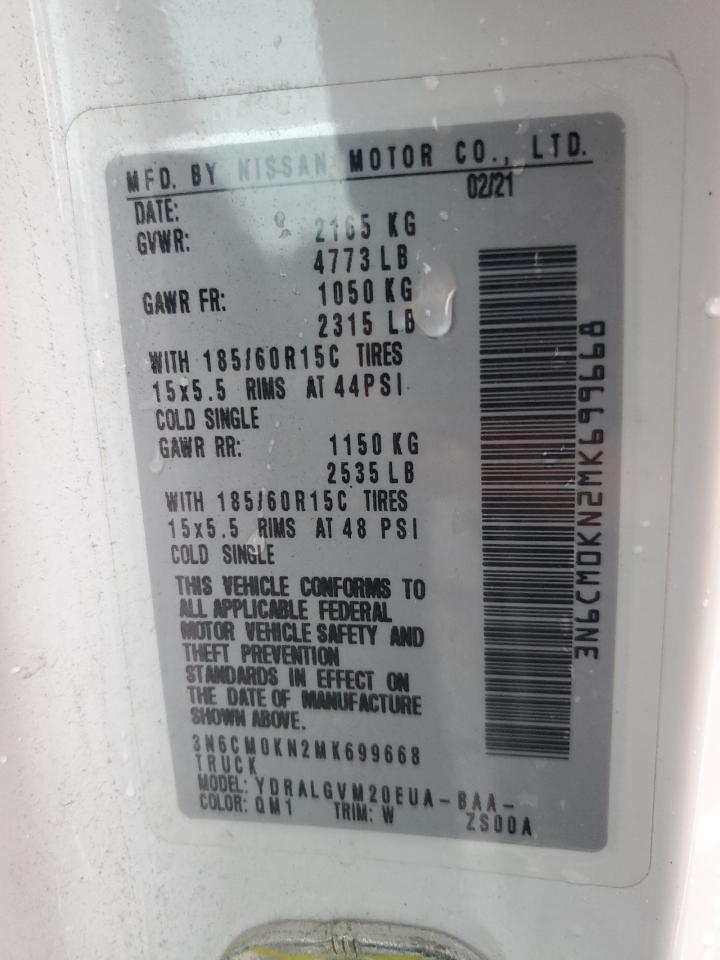 MFD. BY NISSAN MOTOR CO., LTD.
DATE: 02/21
GVWR: 2165 KG
4773 LB
GAWR FR: 1050 KG
2315 LB
WITH 185/60R15C TIRES
15x5.5 RIMS AT 44PSI
COLD SINGLE
GAWR RR: 1150 KG
2535 LB
WITH 185/60R15C TIRES
15x5.5 RIMS AT 48 PSI
COLD SINGLE
THIS VEHICLE CONFORMS TO
ALL APPLICABLE FEDERAL
MOTOR VEHICLE SAFETY AND
THEFT PREVENTION
STANDARDS IN EFFECT ON
THE DATE OF MANUFACTURE
SHOWN ABOVE.
3N6CM0KN2MK699668
TRUCK
MODEL: YDRALGVM20EUA-BAA-
COLOR: QM1 TRIM: W ZS00A
3N6CM0KN2MK699668